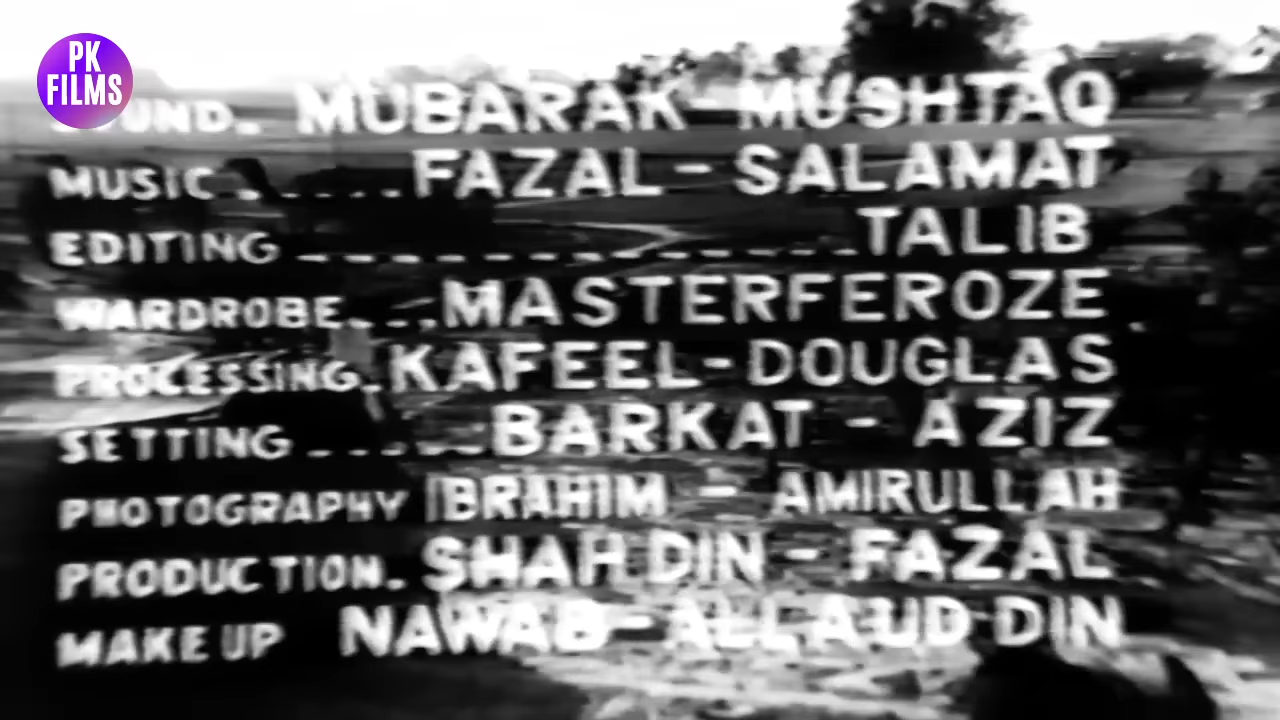 PK
FILMS
SOUND. MUBARAK - MUSHTAQ
MUSIC . . . . . . FAZAL - SALAMAT
EDITING _ _ _ _ _ _ _ _ _ _ _ _ _ _ TALIB
WARDROBE. . . MASTERFEROZE
PROCESSING. KAFEEL - DOUGLAS
SETTING . . . . . BARKAT - AZIZ
PHOTOGRAPHY IBRAHIM - AMIRULLAH
PRODUCTION. SHAH DIN - FAZAL
MAKE UP NAWAB - ALLAUD DIN